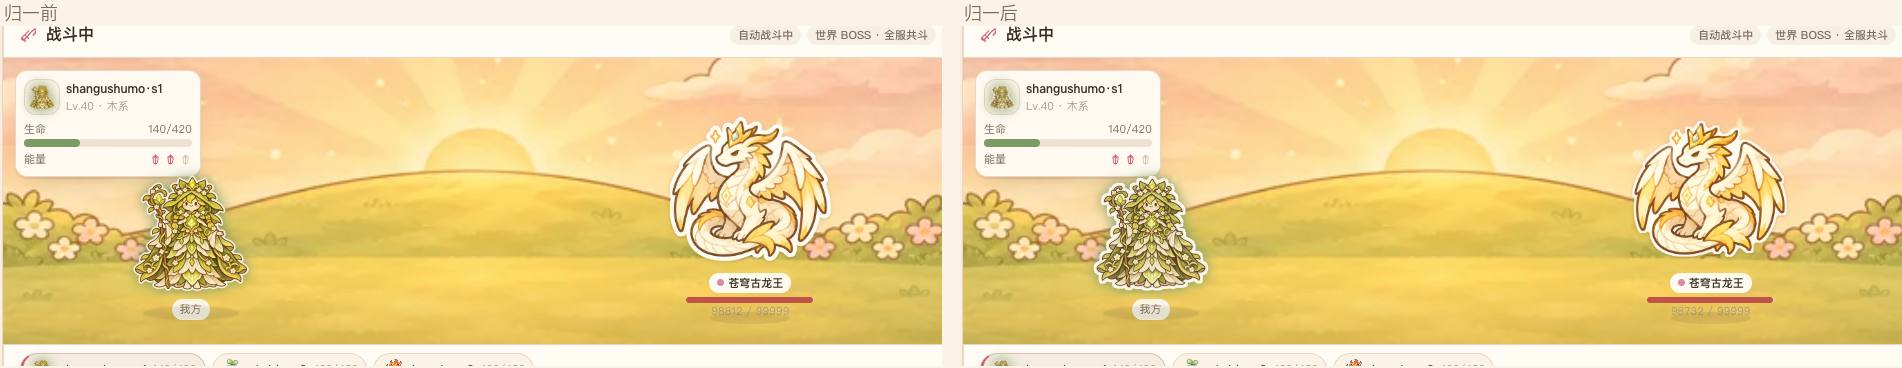 归一前
战斗中
自动战斗中 世界 BOSS · 全服共斗
shangushumo·s1
Lv.40 · 木系
生命 140/420
能量
苍穹古龙王
我方
98812 / 99999
归一后
战斗中
自动战斗中 世界 BOSS · 全服共斗
shangushumo·s1
Lv.40 · 木系
生命 140/420
能量
苍穹古龙王
我方
98732 / 99999